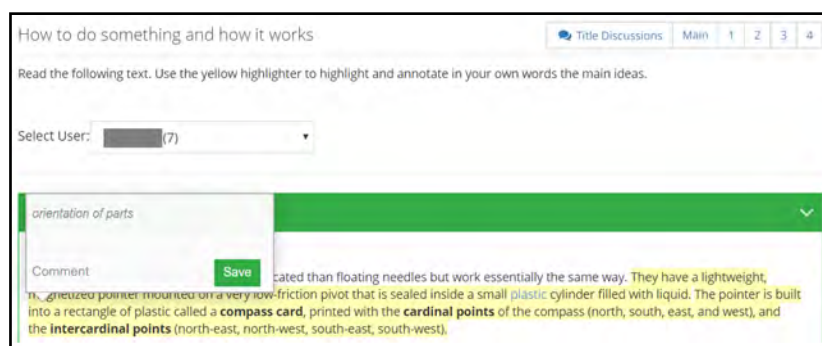 How to do something and how it works
Title Discussions Main 1 2 3 4
Read the following text. Use the yellow highlighter to highlight and annotate in your own words the main ideas.
Select User: (7)
orientation of parts
Comment Save
cated than floating needles but work essentially the same way. They have a lightweight,
magnetized pointer mounted on a very low-friction pivot that is sealed inside a small plastic cylinder filled with liquid. The pointer is built
into a rectangle of plastic called a compass card, printed with the cardinal points of the compass (north, south, east, and west), and
the intercardinal points (north-east, north-west, south-east, south-west).